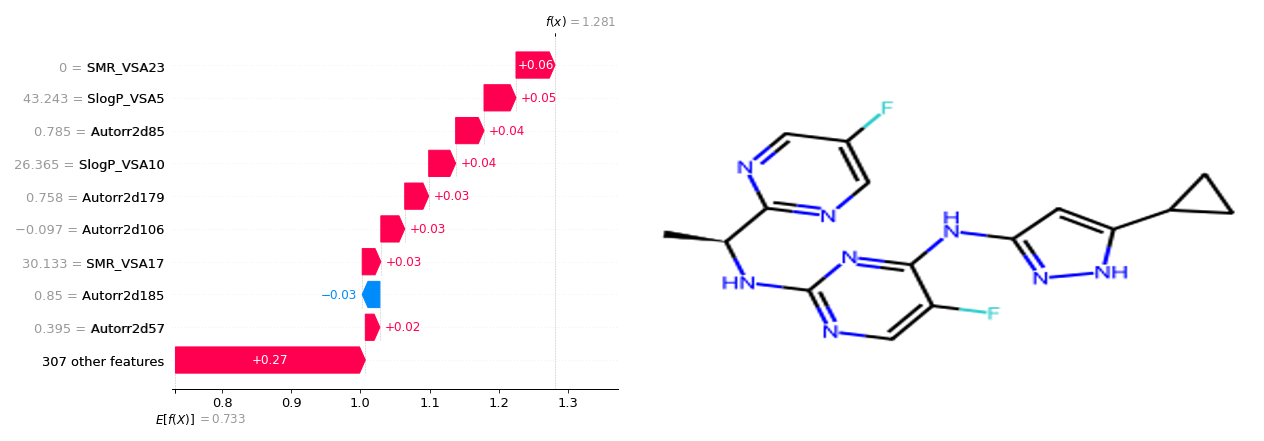 f(x) = 1.281
0 = SMR_VSA23
+0.06
43.243 = SlogP_VSA5
+0.05
0.785 = Autorr2d85
+0.04
26.365 = SlogP_VSA10
+0.04
0.758 = Autorr2d179
+0.03
−0.097 = Autorr2d106
+0.03
30.133 = SMR_VSA17
+0.03
0.85 = Autorr2d185
−0.03
0.395 = Autorr2d57
+0.02
307 other features
+0.27
0.8 0.9 1.0 1.1 1.2 1.3
E[f(X)] = 0.733
F
N
N
H
N
N
HN
N
NH
F
N